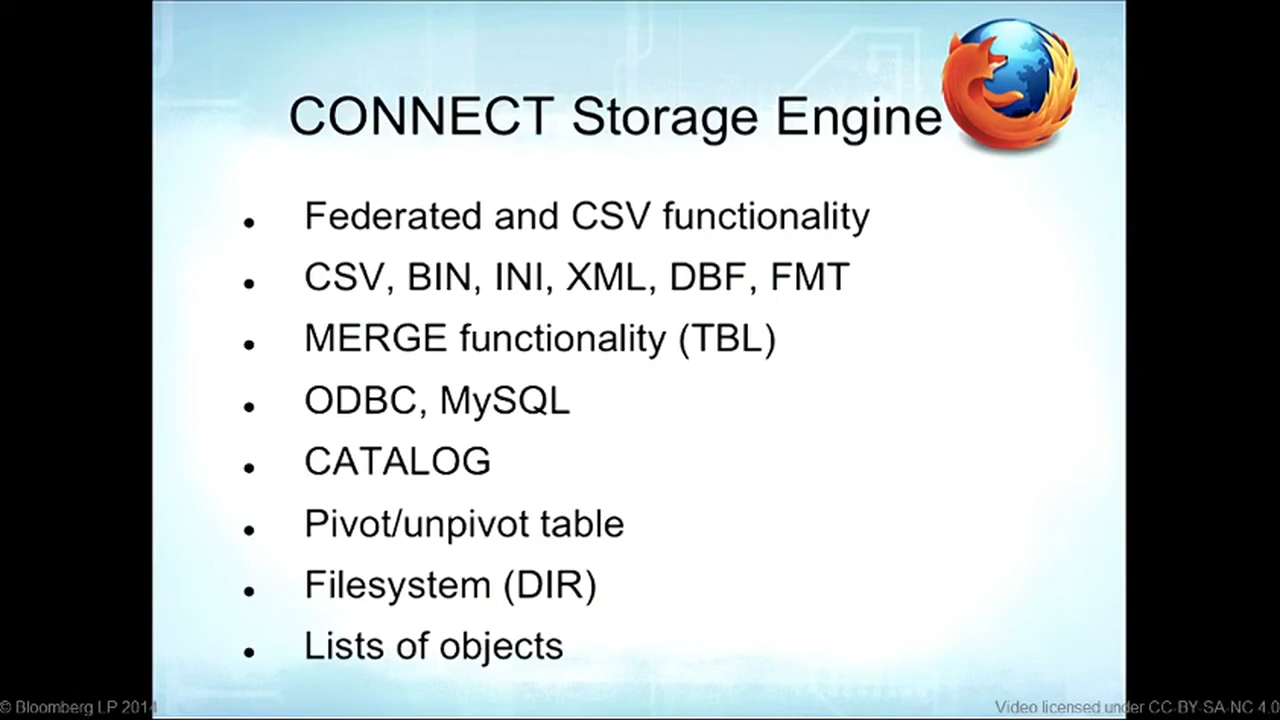 CONNECT Storage Engine
• Federated and CSV functionality
• CSV, BIN, INI, XML, DBF, FMT
• MERGE functionality (TBL)
• ODBC, MySQL
• CATALOG
• Pivot/unpivot table
• Filesystem (DIR)
• Lists of objects
© Bloomberg LP 2014
Video licensed under CC-BY-SA-NC 4.0